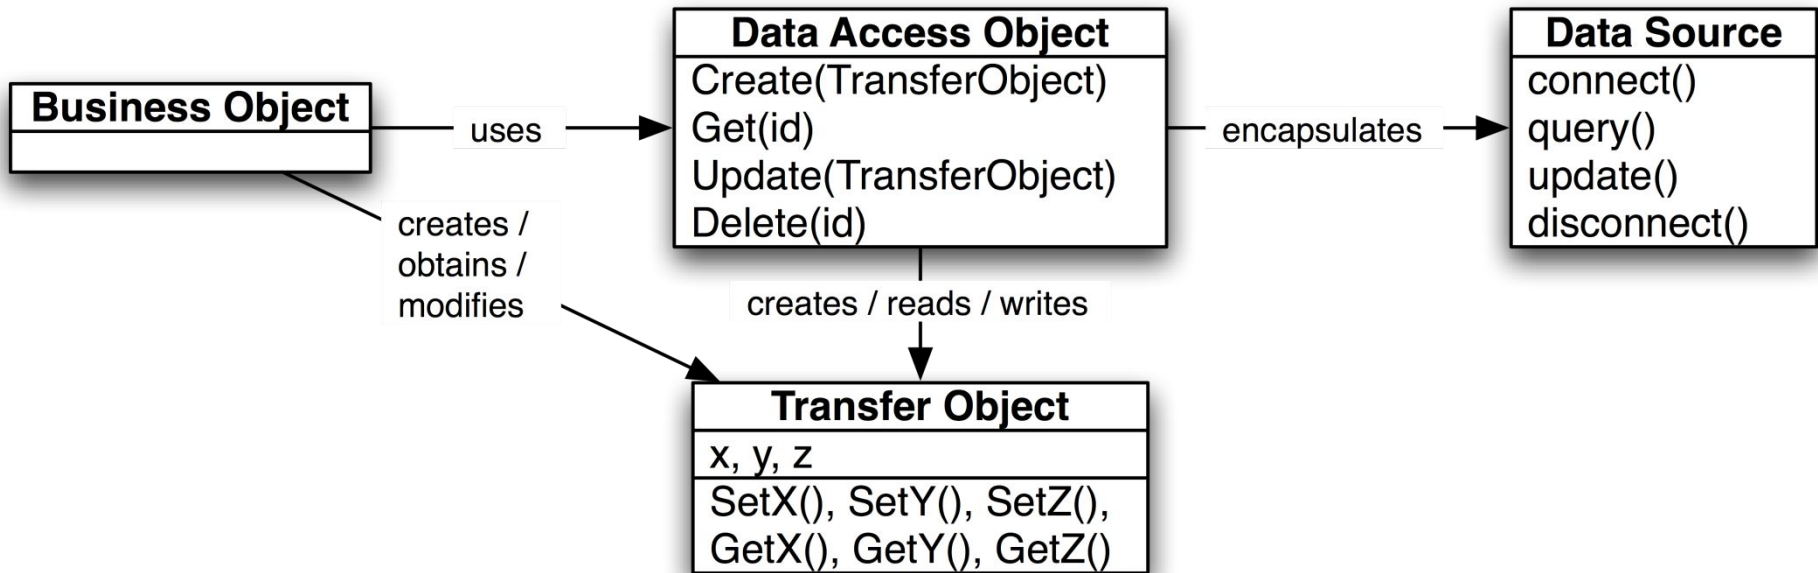 Business Object
uses
creates /
obtains /
modifies
Data Access Object
Create(TransferObject)
Get(id)
Update(TransferObject)
Delete(id)
encapsulates
Data Source
connect()
query()
update()
disconnect()
creates / reads / writes
Transfer Object
x, y, z
SetX(), SetY(), SetZ(),
GetX(), GetY(), GetZ()